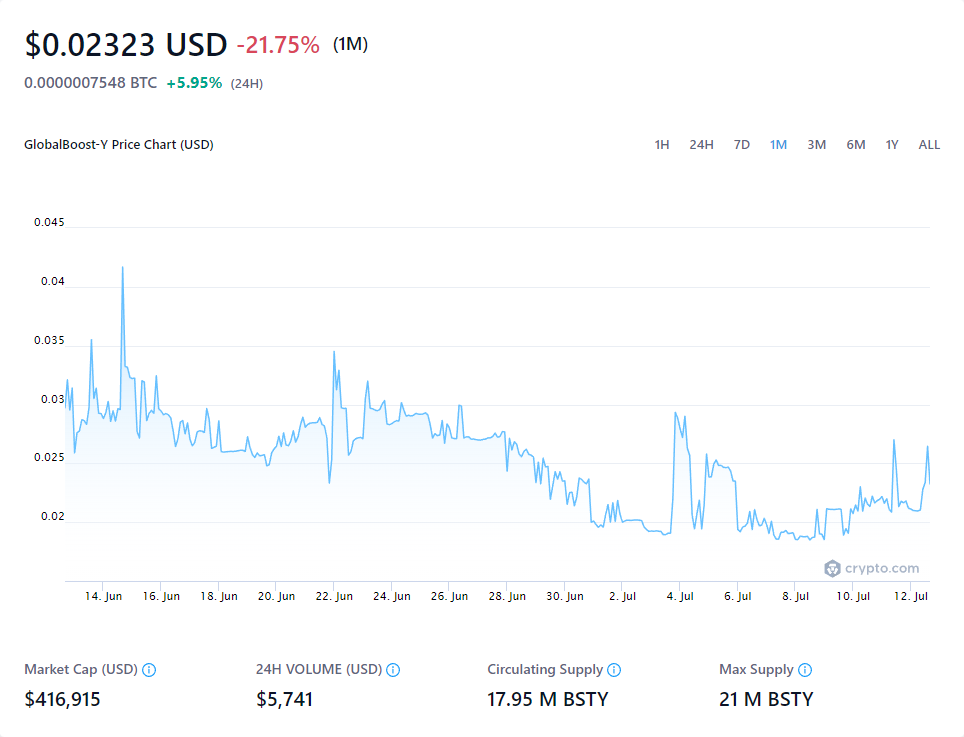 $0.02323 USD -21.75% (1M)
0.0000007548 BTC +5.95% (24H)
GlobalBoost-Y Price Chart (USD) 1H 24H 7D 1M 3M 6M 1Y ALL
0.045
0.04
0.035
0.03
0.025
0.02
crypto.com
14. Jun 16. Jun 18. Jun 20. Jun 22. Jun 24. Jun 26. Jun 28. Jun 30. Jun 2. Jul 4. Jul 6. Jul 8. Jul 10. Jul 12. Jul
Market Cap (USD) 24H VOLUME (USD) Circulating Supply Max Supply
$416,915 $5,741 17.95 M BSTY 21 M BSTY